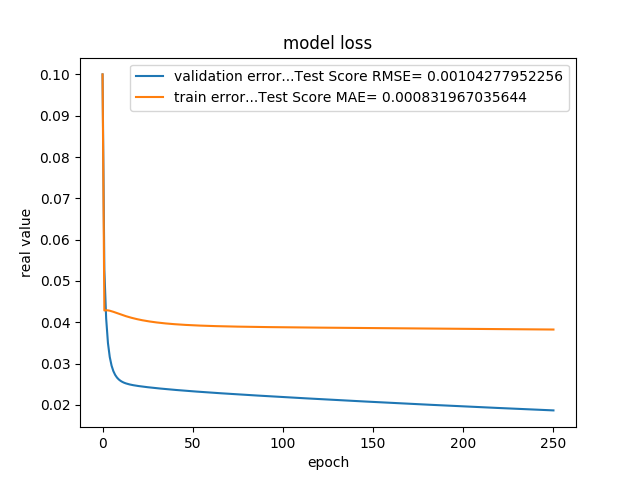 model loss
validation error...Test Score RMSE= 0.00104277952256
train error...Test Score MAE= 0.000831967035644
real value
0.10
0.09
0.08
0.07
0.06
0.05
0.04
0.03
0.02
0 50 100 150 200 250
epoch